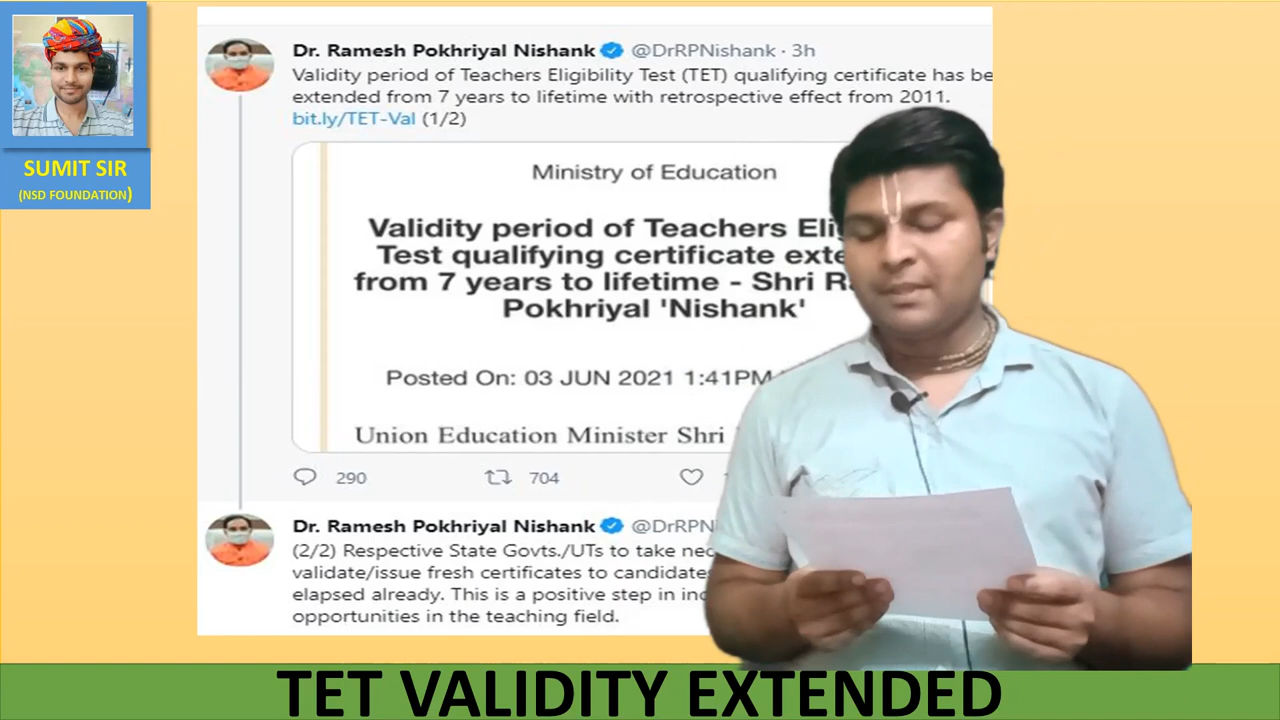 SUMIT SIR
(NSD FOUNDATION)
Dr. Ramesh Pokhriyal Nishank @DrRPNishank · 3h
Validity period of Teachers Eligibility Test (TET) qualifying certificate has be
extended from 7 years to lifetime with retrospective effect from 2011.
bit.ly/TET-Val (1/2)
Ministry of Education
Validity period of Teachers Eli
Test qualifying certificate exte
from 7 years to lifetime - Shri R
Pokhriyal 'Nishank'
Posted On: 03 JUN 2021 1:41PM
Union Education Minister Shri
290 704
Dr. Ramesh Pokhriyal Nishank @DrRPN
(2/2) Respective State Govts./UTs to take nec
validate/issue fresh certificates to candidate
elapsed already. This is a positive step in inc
opportunities in the teaching field.
TET VALIDITY EXTENDED